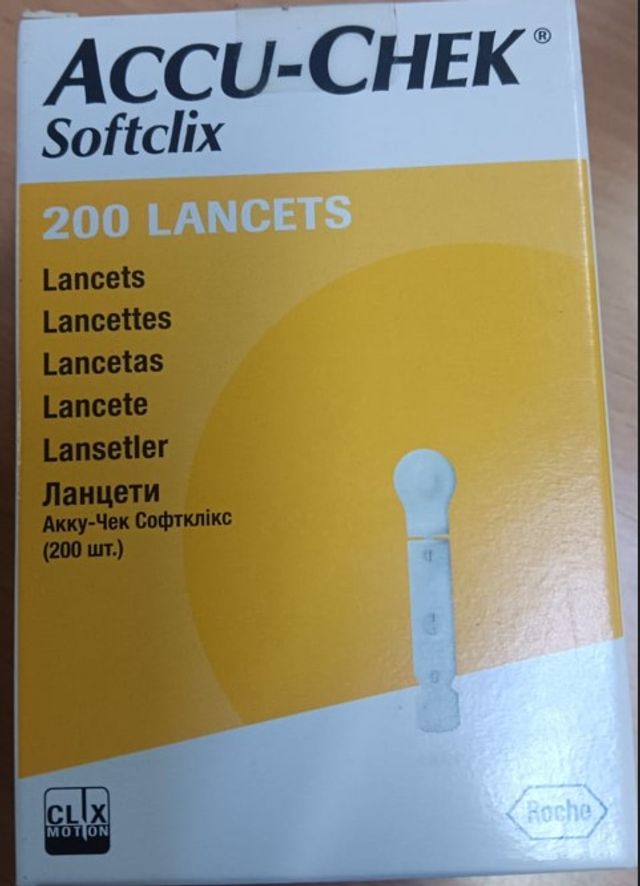 ACCU-CHEK®
Softclix
200 LANCETS
Lancets
Lancettes
Lancetas
Lancete
Lansetler
Ланцети
Акку-Чек Софтклікс
(200 шт.)
CLIX
MOTION
Roche